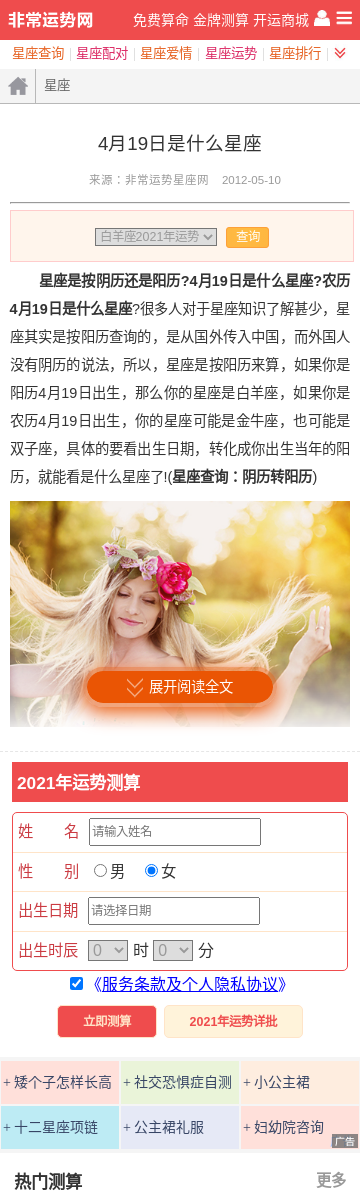 非常运势网 免费算命 金牌测算 开运商城
星座查询 星座配对 星座爱情 星座运势 星座排行
星座
4月19日是什么星座
来源：非常运势星座网 2012-05-10
白羊座2021年运势 查询
星座是按阴历还是阳历?4月19日是什么星座?农历
4月19日是什么星座?很多人对于星座知识了解甚少，星
座其实是按阳历查询的，是从国外传入中国，而外国人
没有阴历的说法，所以，星座是按阳历来算，如果你是
阳历4月19日出生，那么你的星座是白羊座，如果你是
农历4月19日出生，你的星座可能是金牛座，也可能是
双子座，具体的要看出生日期，转化成你出生当年的阳
历，就能看是什么星座了!(星座查询：阴历转阳历)
展开阅读全文
2021年运势测算
姓 名 请输入姓名
性 别 男 女
出生日期 请选择日期
出生时辰 0 时 0 分
《服务条款及个人隐私协议》
立即测算 2021年运势详批
+ 矮个子怎样长高 + 社交恐惧症自测 + 小公主裙
+ 十二星座项链 + 公主裙礼服 + 妇幼院咨询
广告
热门测算 更多